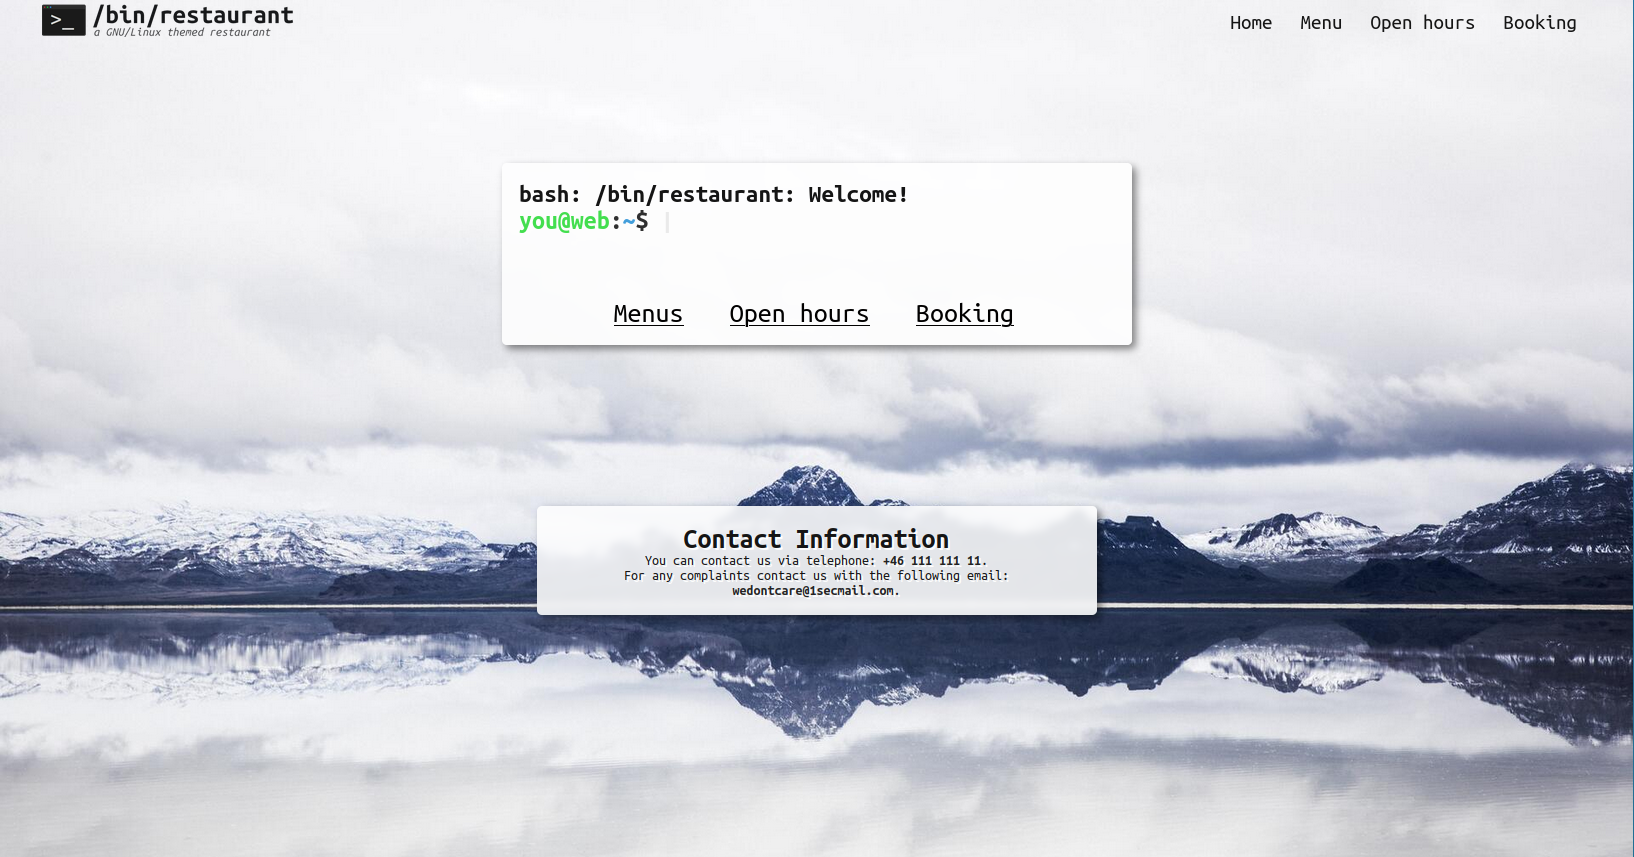 >_ /bin/restaurant
a GNU/Linux themed restaurant
Home Menu Open hours Booking
bash: /bin/restaurant: Welcome!
you@web:~$
Menus Open hours Booking
Contact Information
You can contact us via telephone: +46 111 111 11.
For any complaints contact us with the following email:
wedontcare@1secmail.com.